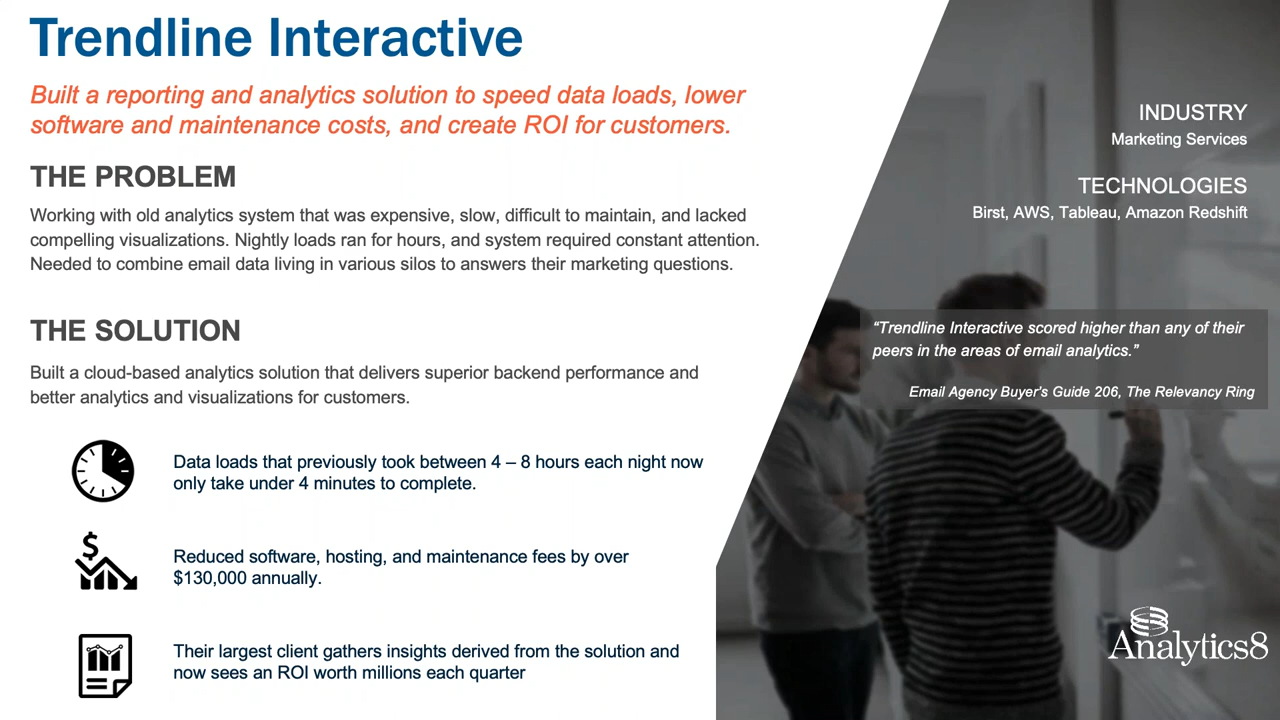 Trendline Interactive
Built a reporting and analytics solution to speed data loads, lower
software and maintenance costs, and create ROI for customers.
THE PROBLEM
Working with old analytics system that was expensive, slow, difficult to maintain, and lacked
compelling visualizations. Nightly loads ran for hours, and system required constant attention.
Needed to combine email data living in various silos to answers their marketing questions.
THE SOLUTION
Built a cloud-based analytics solution that delivers superior backend performance and
better analytics and visualizations for customers.
Data loads that previously took between 4 – 8 hours each night now
only take under 4 minutes to complete.
$
Reduced software, hosting, and maintenance fees by over
$130,000 annually.
Their largest client gathers insights derived from the solution and
now sees an ROI worth millions each quarter
INDUSTRY
Marketing Services
TECHNOLOGIES
Birst, AWS, Tableau, Amazon Redshift
“Trendline Interactive scored higher than any of their
peers in the areas of email analytics.”
Email Agency Buyer's Guide 206, The Relevancy Ring
Analytics8